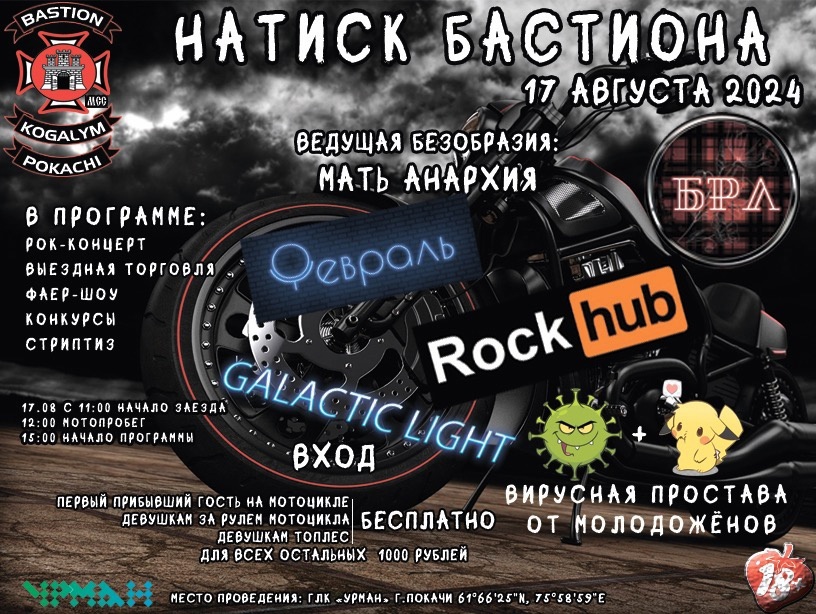 BASTION
МСС
KOGALYM
POKACHI
НАТИСК БАСТИОНА
17 АВГУСТА 2024
ВЕДУЩАЯ БЕЗОБРАЗИЯ:
МАТЬ АНАРХИЯ
БРЛ
В ПРОГРАММЕ:
РОК-КОНЦЕРТ
ВЫЕЗДНАЯ ТОРГОВЛЯ
ФАЕР-ШОУ
КОНКУРСЫ
СТРИПТИЗ
Февраль
Rock hub
GALACTIC LIGHT
17.08 С 11:00 НАЧАЛО ЗАЕЗДА
12:00 МОТОПРОБЕГ
15:00 НАЧАЛО ПРОГРАММЫ
ВХОД
ПЕРВЫЙ ПРИБЫВШИЙ ГОСТЬ НА МОТОЦИКЛЕ
ДЕВУШКАМ ЗА РУЛЕМ МОТОЦИКЛА
ДЕВУШКАМ ТОПЛЕС
БЕСПЛАТНО
ДЛЯ ВСЕХ ОСТАЛЬНЫХ 1000 РУБЛЕЙ
+
ВИРУСНАЯ ПРОСТАВА
ОТ МОЛОДОЖЁНОВ
УРМАН
МЕСТО ПРОВЕДЕНИЯ: ГЛК «УРМАН» Г.ПОКАЧИ 61°66'25"N, 75°58'59"E